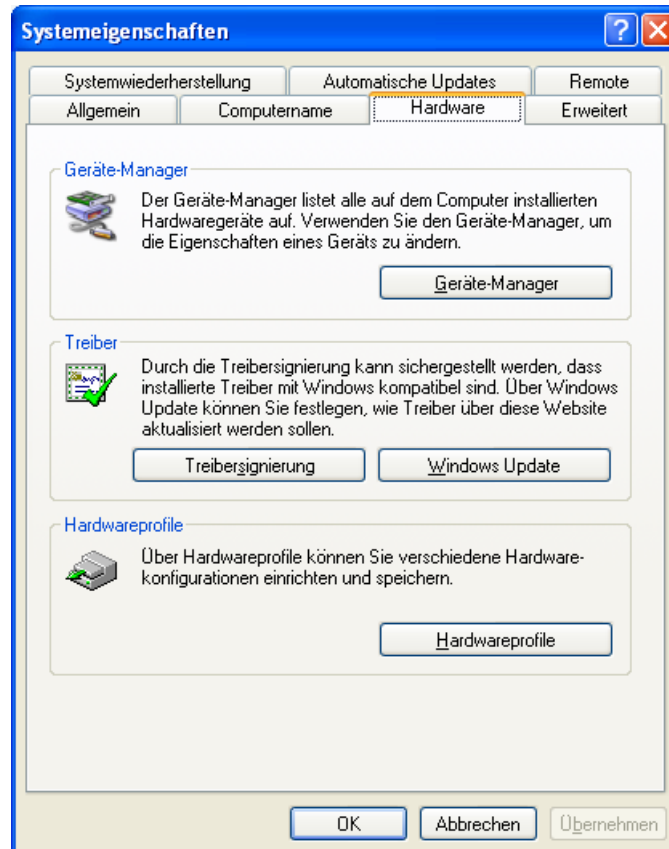 Systemeigenschaften
Systemwiederherstellung Automatische Updates Remote
Allgemein Computername Hardware Erweitert
Geräte-Manager
Der Geräte-Manager listet alle auf dem Computer installierten
Hardwaregeräte auf. Verwenden Sie den Geräte-Manager, um
die Eigenschaften eines Geräts zu ändern.
Geräte-Manager
Treiber
Durch die Treibersignierung kann sichergestellt werden, dass
installierte Treiber mit Windows kompatibel sind. Über Windows
Update können Sie festlegen, wie Treiber über diese Website
aktualisiert werden sollen.
Treibersignierung Windows Update
Hardwareprofile
Über Hardwareprofile können Sie verschiedene Hardware-
konfigurationen einrichten und speichern.
Hardwareprofile
OK Abbrechen Übernehmen